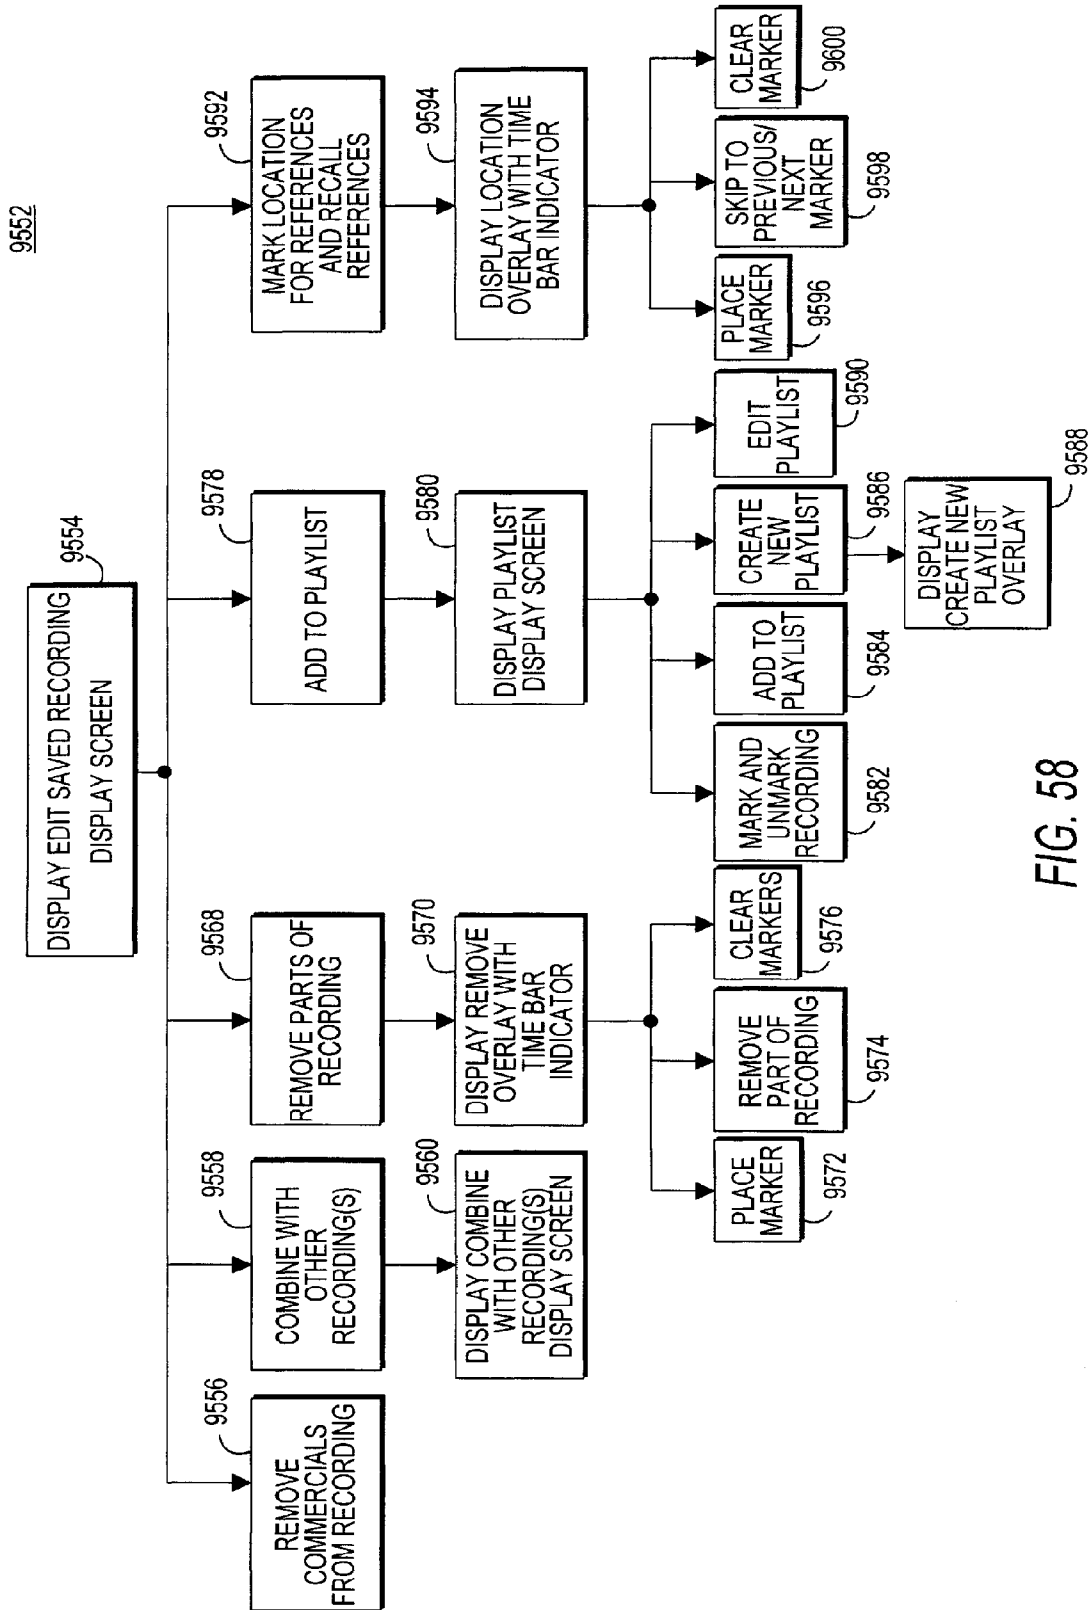 9552
DISPLAY EDIT SAVED RECORDING
DISPLAY SCREEN
9554
REMOVE
COMMERCIALS
FROM RECORDING
9556
COMBINE WITH
OTHER
RECORDING(S)
9558
REMOVE PARTS OF
RECORDING
9568
ADD TO PLAYLIST
9578
MARK LOCATION
FOR REFERENCES
AND RECALL
REFERENCES
9592
DISPLAY COMBINE
WITH OTHER
RECORDING(S)
DISPLAY SCREEN
9560
DISPLAY REMOVE
OVERLAY WITH
TIME BAR
INDICATOR
9570
DISPLAY PLAYLIST
DISPLAY SCREEN
9580
DISPLAY LOCATION
OVERLAY WITH TIME
BAR INDICATOR
9594
PLACE
MARKER
9572
REMOVE
PART OF
RECORDING
9574
CLEAR
MARKERS
9576
MARK AND
UNMARK
RECORDING
9582
ADD TO
PLAYLIST
9584
CREATE
NEW
PLAYLIST
9586
EDIT
PLAYLIST
9590
PLACE
MARKER
9596
SKIP TO
PREVIOUS/
NEXT
MARKER
9598
CLEAR
MARKER
9600
DISPLAY
CREATE NEW
PLAYLIST
OVERLAY
9588
FIG. 58